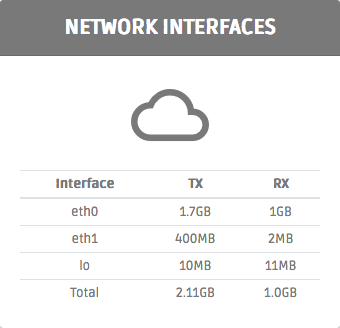 NETWORK INTERFACES
Interface TX RX
eth0 1.7GB 1GB
eth1 400MB 2MB
lo 10MB 11MB
Total 2.11GB 1.0GB